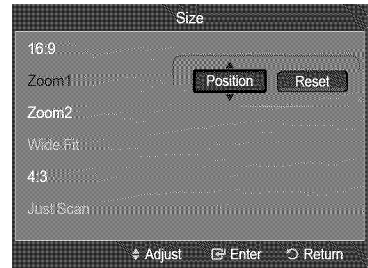 Size
16:9
Zoom1 Position Reset
Zoom2
Wide Fit
4:3
Just Scan
Adjust Enter Return